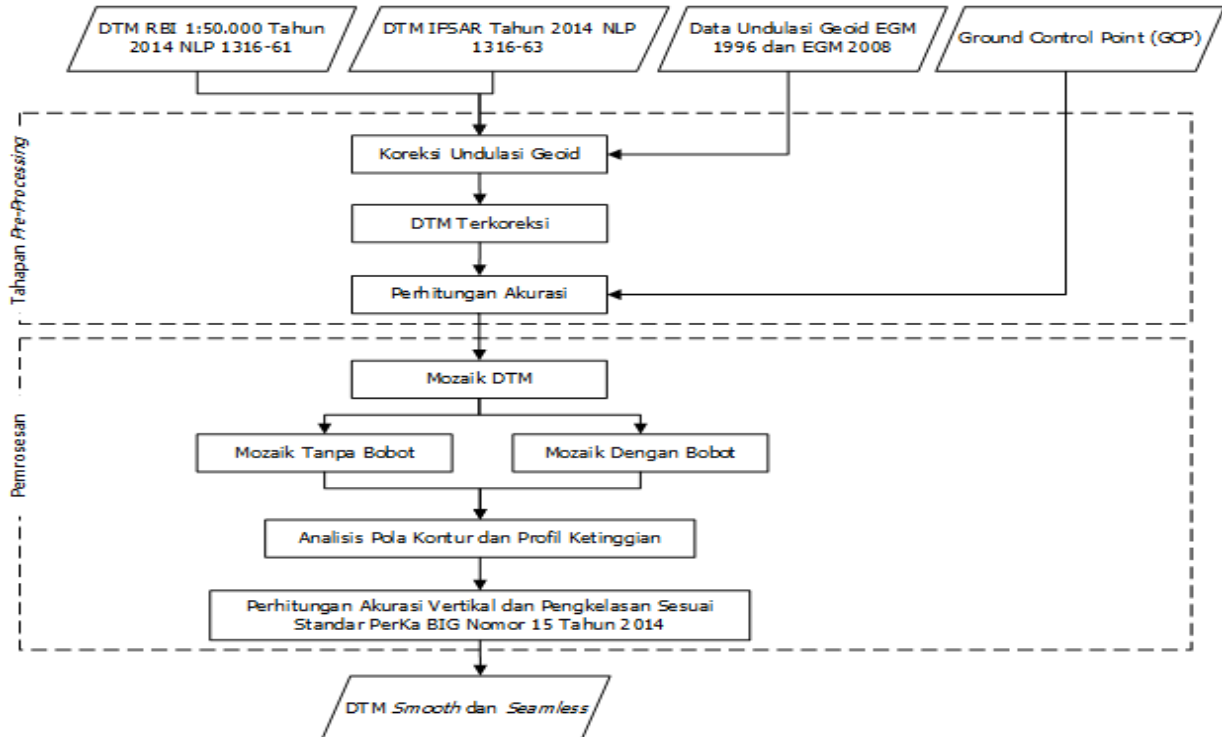 DTM RBI 1:50.000 Tahun
2014 NLP 1316-61
DTM IFSAR Tahun 2014 NLP
1316-63
Data Undulasi Geoid EGM
1996 dan EGM 2008
Ground Control Point (GCP)
Tahapan Pre-Processing
Koreksi Undulasi Geoid
DTM Terkoreksi
Perhitungan Akurasi
Pemrosesan
Mozaik DTM
Mozaik Tanpa Bobot
Mozaik Dengan Bobot
Analisis Pola Kontur dan Profil Ketinggian
Perhitungan Akurasi Vertikal dan Pengkelasan Sesuai
Standar PerKa BIG Nomor 15 Tahun 2014
DTM Smooth dan Seamless